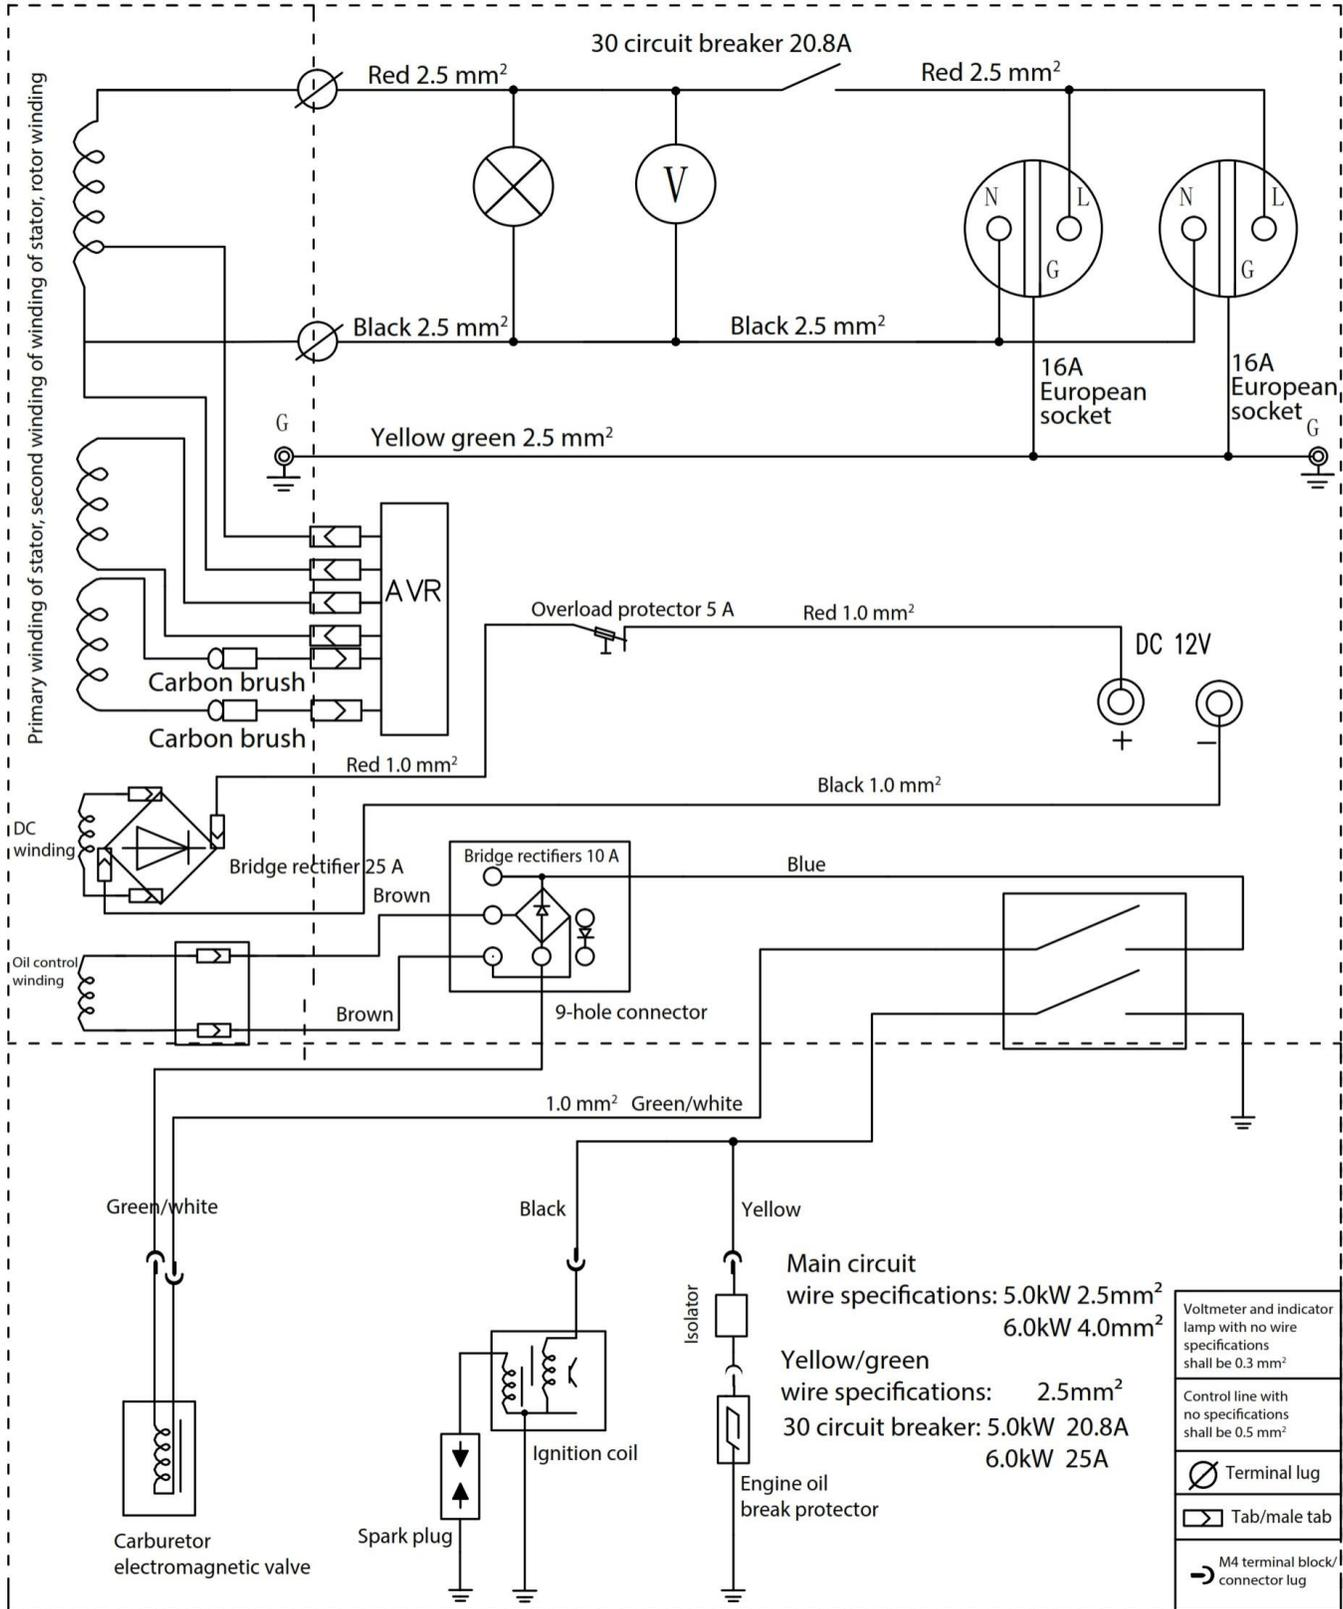 30 circuit breaker 20.8A
Red 2.5 mm²
Red 2.5 mm²
Primary winding of stator, second winding of winding of stator, rotor winding
V
N
L
G
N
L
G
Black 2.5 mm²
Black 2.5 mm²
16A
European
socket
16A
European
socket
G
Yellow green 2.5 mm²
G
AVR
Overload protector 5 A
Red 1.0 mm²
DC 12V
Carbon brush
+
−
Carbon brush
Red 1.0 mm²
Black 1.0 mm²
DC
winding
Bridge rectifier 25 A
Bridge rectifiers 10 A
Blue
Brown
Oil control
winding
Brown
9-hole connector
1.0 mm² Green/white
Green/white
Black
Yellow
Isolator
Main circuit
wire specifications: 5.0kW 2.5mm²
6.0kW 4.0mm²
Yellow/green
wire specifications: 2.5mm²
30 circuit breaker: 5.0kW 20.8A
6.0kW 25A
Ignition coil
Engine oil
break protector
Spark plug
Carburetor
electromagnetic valve
Voltmeter and indicator
lamp with no wire
specifications
shall be 0.3 mm²
Control line with
no specifications
shall be 0.5 mm²
Terminal lug
Tab/male tab
M4 terminal block/
connector lug